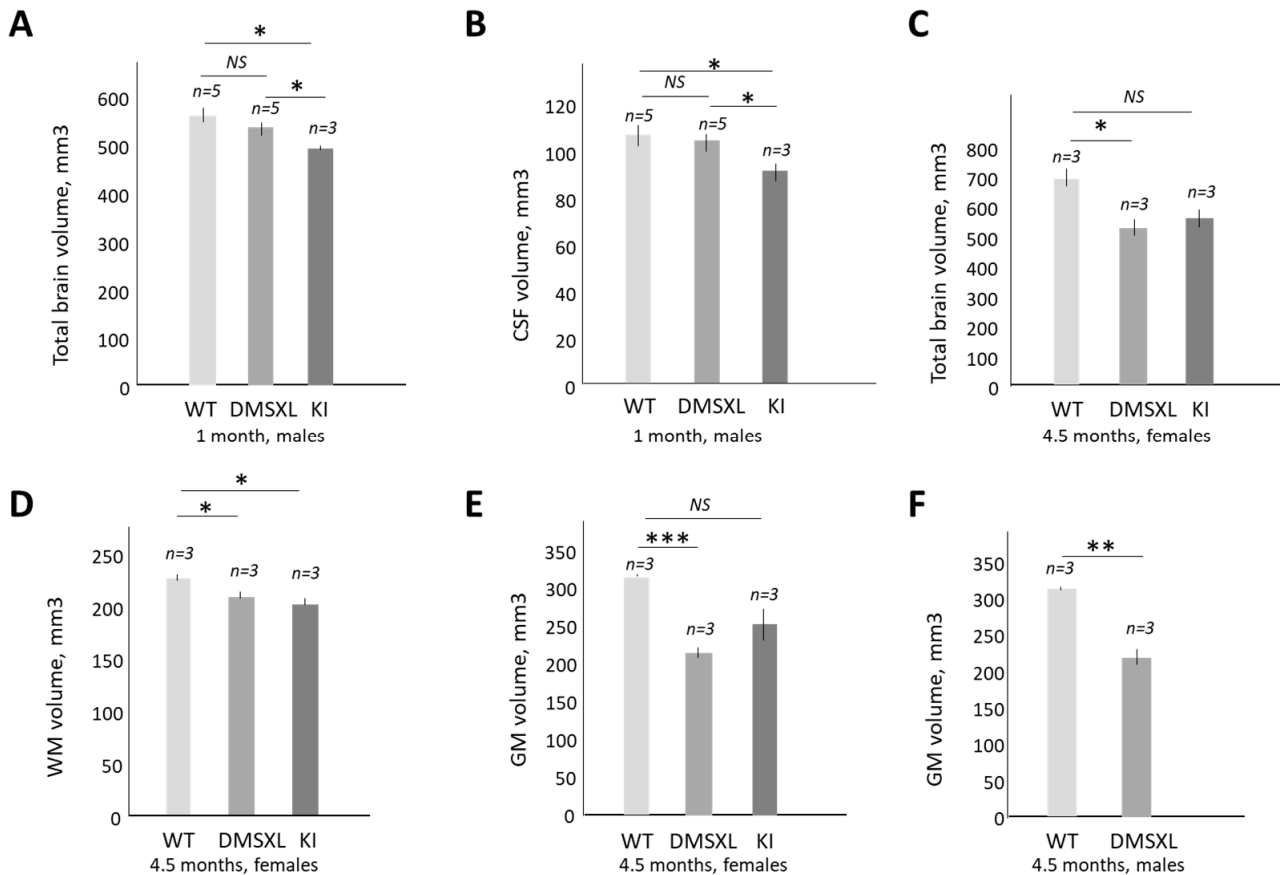 A
*
NS
*
n=5
n=5
n=3
Total brain volume, mm3
600
500
400
300
200
100
0
WT DMSXL KI
1 month, males
B
*
NS
*
n=5
n=5
n=3
CSF volume, mm3
120
100
80
60
40
20
0
WT DMSXL KI
1 month, males
C
NS
*
n=3
n=3
n=3
Total brain volume, mm3
800
700
600
500
400
300
200
100
0
WT DMSXL KI
4.5 months, females
D
*
*
n=3
n=3
n=3
WM volume, mm3
250
200
150
100
50
0
WT DMSXL KI
4.5 months, females
E
NS
***
n=3
n=3
n=3
GM volume, mm3
350
300
250
200
150
100
50
0
WT DMSXL KI
4.5 months, females
F
**
n=3
n=3
GM volume, mm3
350
300
250
200
150
100
50
0
WT DMSXL
4.5 months, males